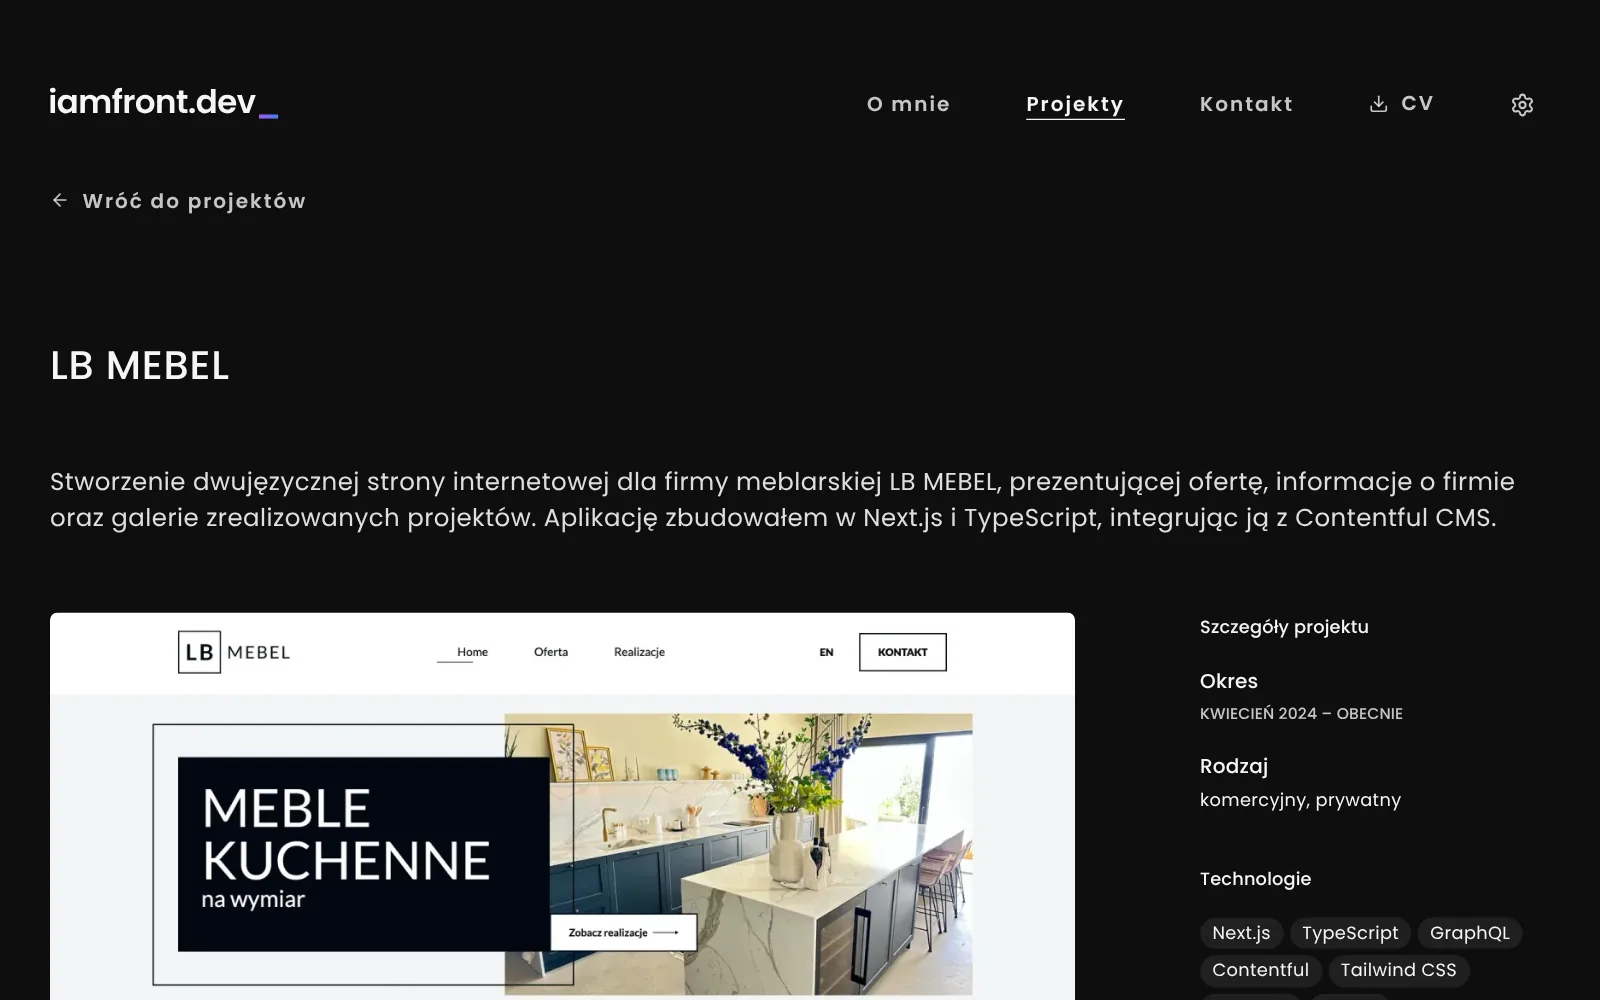 iamfront.dev_
O mnie
Projekty
Kontakt
CV
Wróć do projektów
LB MEBEL
Stworzenie dwujęzycznej strony internetowej dla firmy meblarskiej LB MEBEL, prezentującej ofertę, informacje o firmie
oraz galerie zrealizowanych projektów. Aplikację zbudowałem w Next.js i TypeScript, integrując ją z Contentful CMS.
LB MEBEL
Home
Oferta
Realizacje
EN
KONTAKT
MEBLE
KUCHENNE
na wymiar
Zobacz realizacje
Szczegóły projektu
Okres
KWIECIEŃ 2024 – OBECNIE
Rodzaj
komercyjny, prywatny
Technologie
Next.js
TypeScript
GraphQL
Contentful
Tailwind CSS